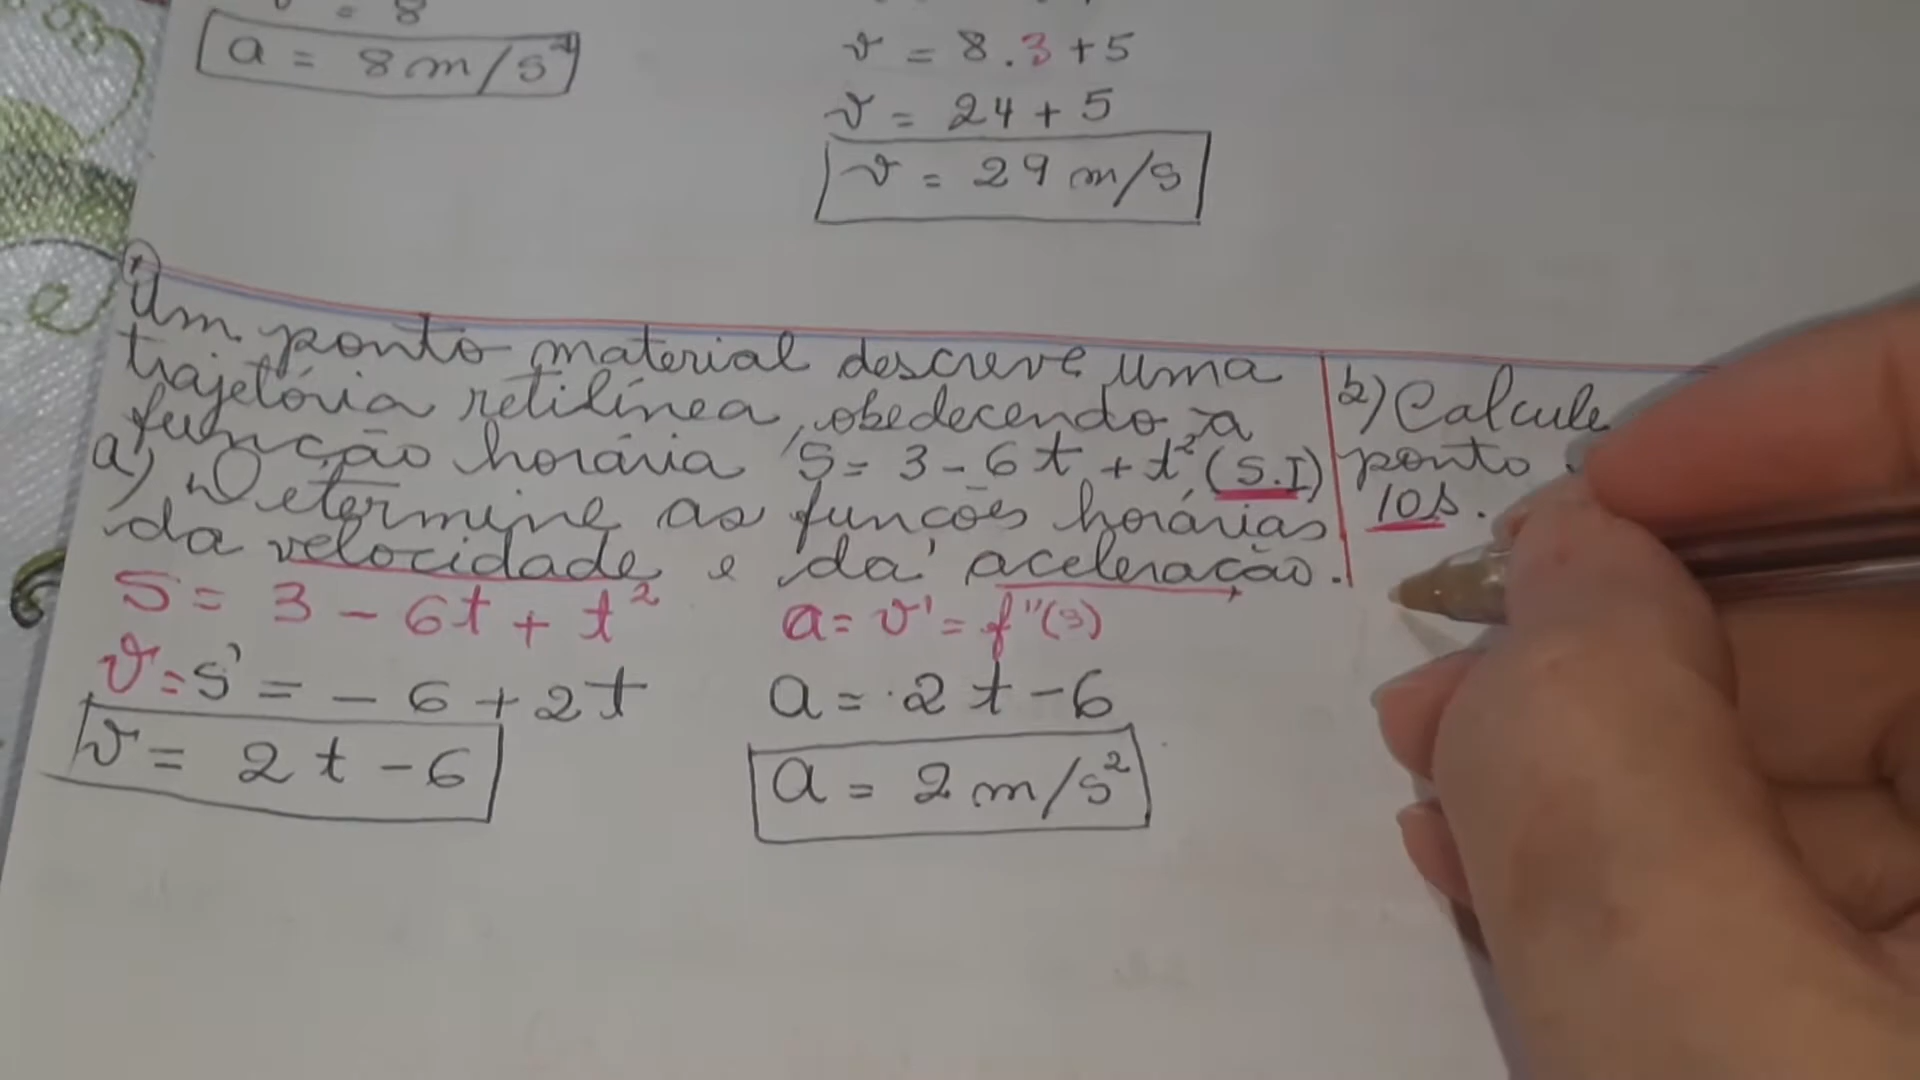 = 8
a = 8m/s²
v = 8.3+5
v = 24 + 5
v = 29 m/s
Um ponto material descreve uma
trajetória retilínea, obedecendo a
função horária S = 3 - 6t + t² (S.I)
a) Determine as funções horárias
da velocidade e da aceleração.
S = 3 - 6t + t²
v = s' = - 6 + 2t
v = 2t - 6
a = v' = f''(s)
a = 2t - 6
a = 2 m/s²
b) Calcule
ponto
10s.